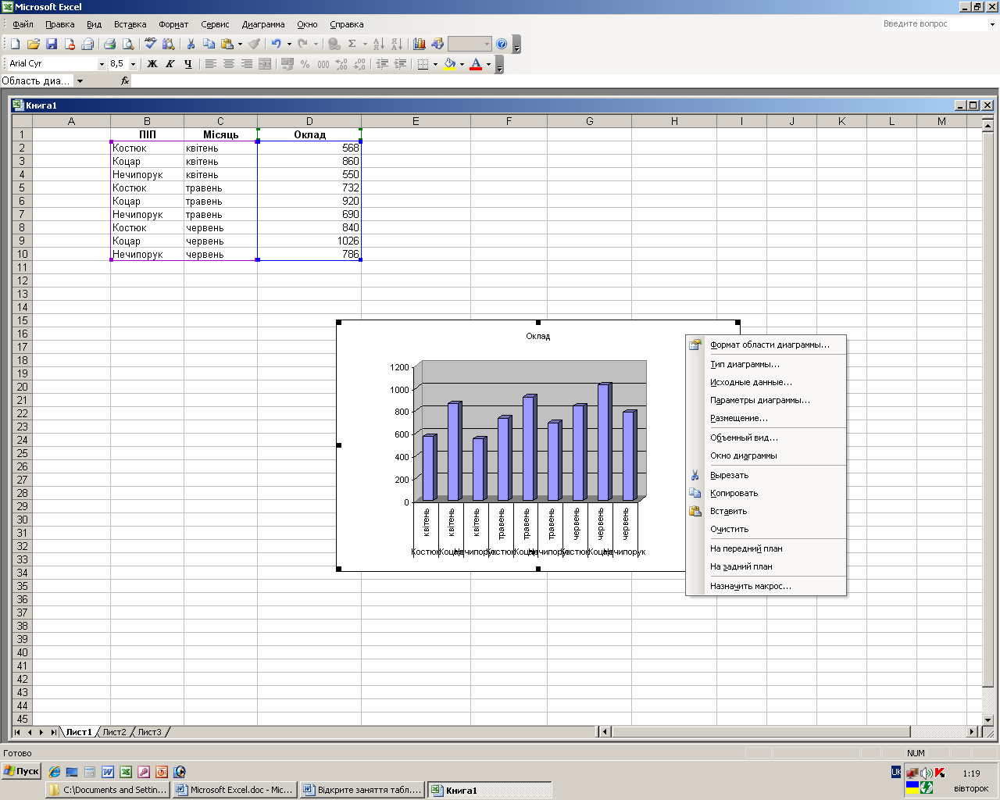 Microsoft Excel
Файл Правка Вид Вставка Формат Сервис Диаграмма Окно Справка
Введите вопрос
Arial Cyr 8,5 Ж К Ч
Область диа... fx
Книга1
A B C D E F G H I J K L M
1 ПІП Місяць Оклад
2 Костюк квітень 568
3 Коцар квітень 860
4 Нечипорук квітень 550
5 Костюк травень 732
6 Коцар травень 920
7 Нечипорук травень 690
8 Костюк червень 840
9 Коцар червень 1026
10 Нечипорук червень 786
11
12
13
14
15
16
17
18
19
20
21
22
23
24
25
26
27
28
29
30
31
32
33
34
35
36
37
38
39
40
41
42
43
44
45
Оклад
1200
1000
800
600
400
200
0
квітень квітень квітень травень травень травень червень червень червень
Костюк Коцар Нечипорук Костюк Коцар Нечипорук Костюк Коцар Нечипорук
Формат области диаграммы...
Тип диаграммы...
Исходные данные...
Параметры диаграммы...
Размещение...
Объемный вид...
Окно диаграммы
Вырезать
Копировать
Вставить
Очистить
На передний план
На задний план
Назначить макрос...
Лист1 Лист2 Лист3
Готово
NUM
Пуск
UK
1:19
C:\Documents and Settin...
Microsoft Excel.doc - Mic...
Відкрите заняття табл....
Книга1
вівторок